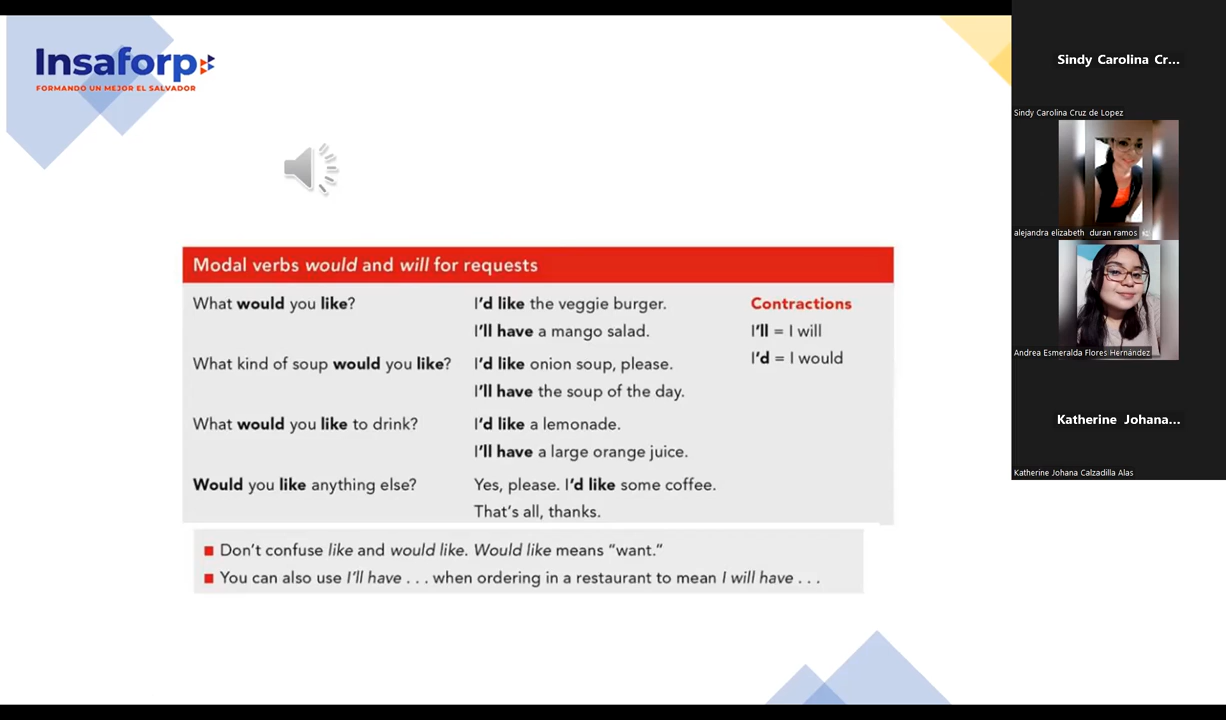 Insaforp
FORMANDO UN MEJOR EL SALVADOR
Modal verbs would and will for requests
What would you like?
I'd like the veggie burger.
I'll have a mango salad.
What kind of soup would you like?
I'd like onion soup, please.
I'll have the soup of the day.
What would you like to drink?
I'd like a lemonade.
I'll have a large orange juice.
Would you like anything else?
Yes, please. I'd like some coffee.
That's all, thanks.
Contractions
I'll = I will
I'd = I would
Don't confuse like and would like. Would like means "want."
You can also use I'll have . . . when ordering in a restaurant to mean I will have . . .
Sindy Carolina Cr...
Sindy Carolina Cruz de Lopez
alejandra elizabeth duran ramos
Andrea Esmeralda Flores Hernández
Katherine Johana...
Katherine Johana Calzadilla Alas